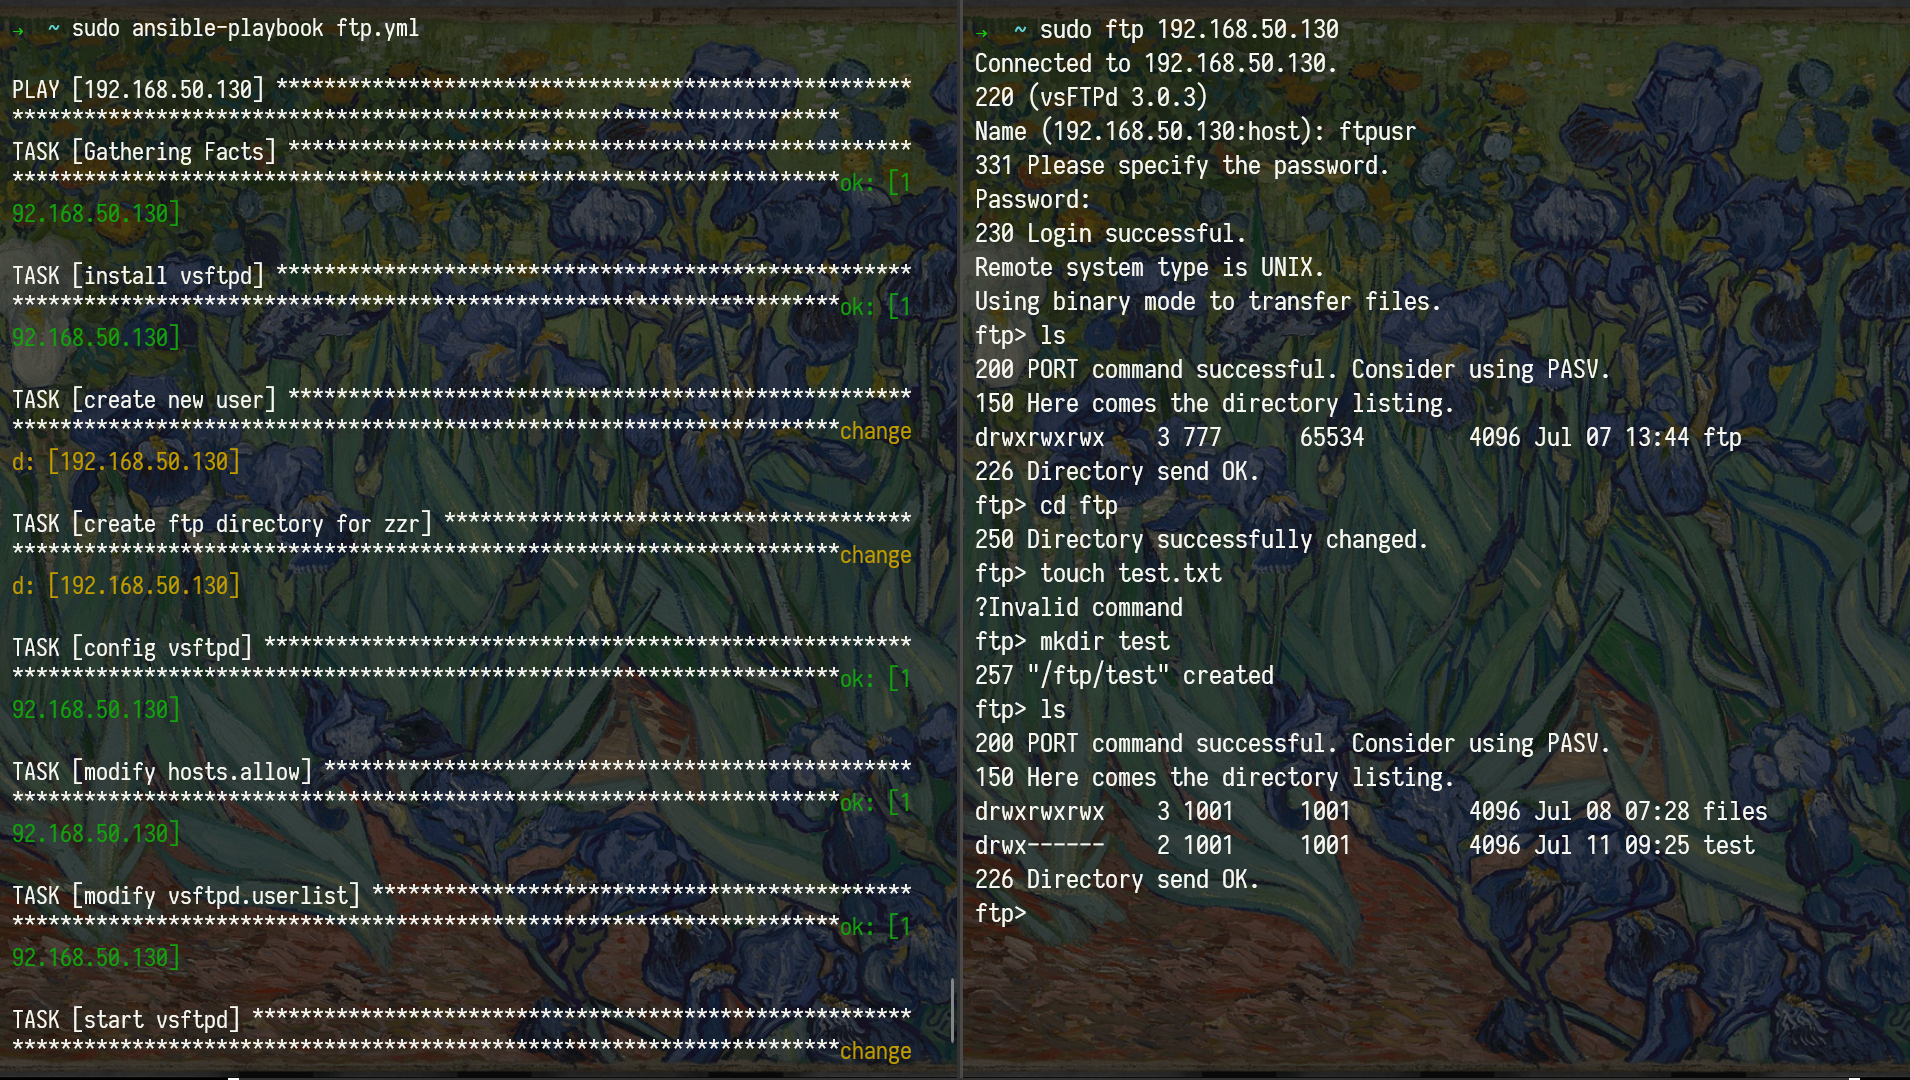 →  ~ sudo ansible-playbook ftp.yml
PLAY [192.168.50.130] *****************************************************
*********************************************************************
TASK [Gathering Facts] ****************************************************
*********************************************************************ok: [1
92.168.50.130]
TASK [install vsftpd] *****************************************************
*********************************************************************ok: [1
92.168.50.130]
TASK [create new user] ****************************************************
*********************************************************************change
d: [192.168.50.130]
TASK [create ftp directory for zzr] ***************************************
*********************************************************************change
d: [192.168.50.130]
TASK [config vsftpd] ******************************************************
*********************************************************************ok: [1
92.168.50.130]
TASK [modify hosts.allow] *************************************************
*********************************************************************ok: [1
92.168.50.130]
TASK [modify vsftpd.userlist] *********************************************
*********************************************************************ok: [1
92.168.50.130]
TASK [start vsftpd] *******************************************************
*********************************************************************change
→  ~ sudo ftp 192.168.50.130
Connected to 192.168.50.130.
220 (vsFTPd 3.0.3)
Name (192.168.50.130:host): ftpusr
331 Please specify the password.
Password:
230 Login successful.
Remote system type is UNIX.
Using binary mode to transfer files.
ftp> ls
200 PORT command successful. Consider using PASV.
150 Here comes the directory listing.
drwxrwxrwx    3 777      65534        4096 Jul 07 13:44 ftp
226 Directory send OK.
ftp> cd ftp
250 Directory successfully changed.
ftp> touch test.txt
?Invalid command
ftp> mkdir test
257 "/ftp/test" created
ftp> ls
200 PORT command successful. Consider using PASV.
150 Here comes the directory listing.
drwxrwxrwx    3 1001     1001         4096 Jul 08 07:28 files
drwx------    2 1001     1001         4096 Jul 11 09:25 test
226 Directory send OK.
ftp>